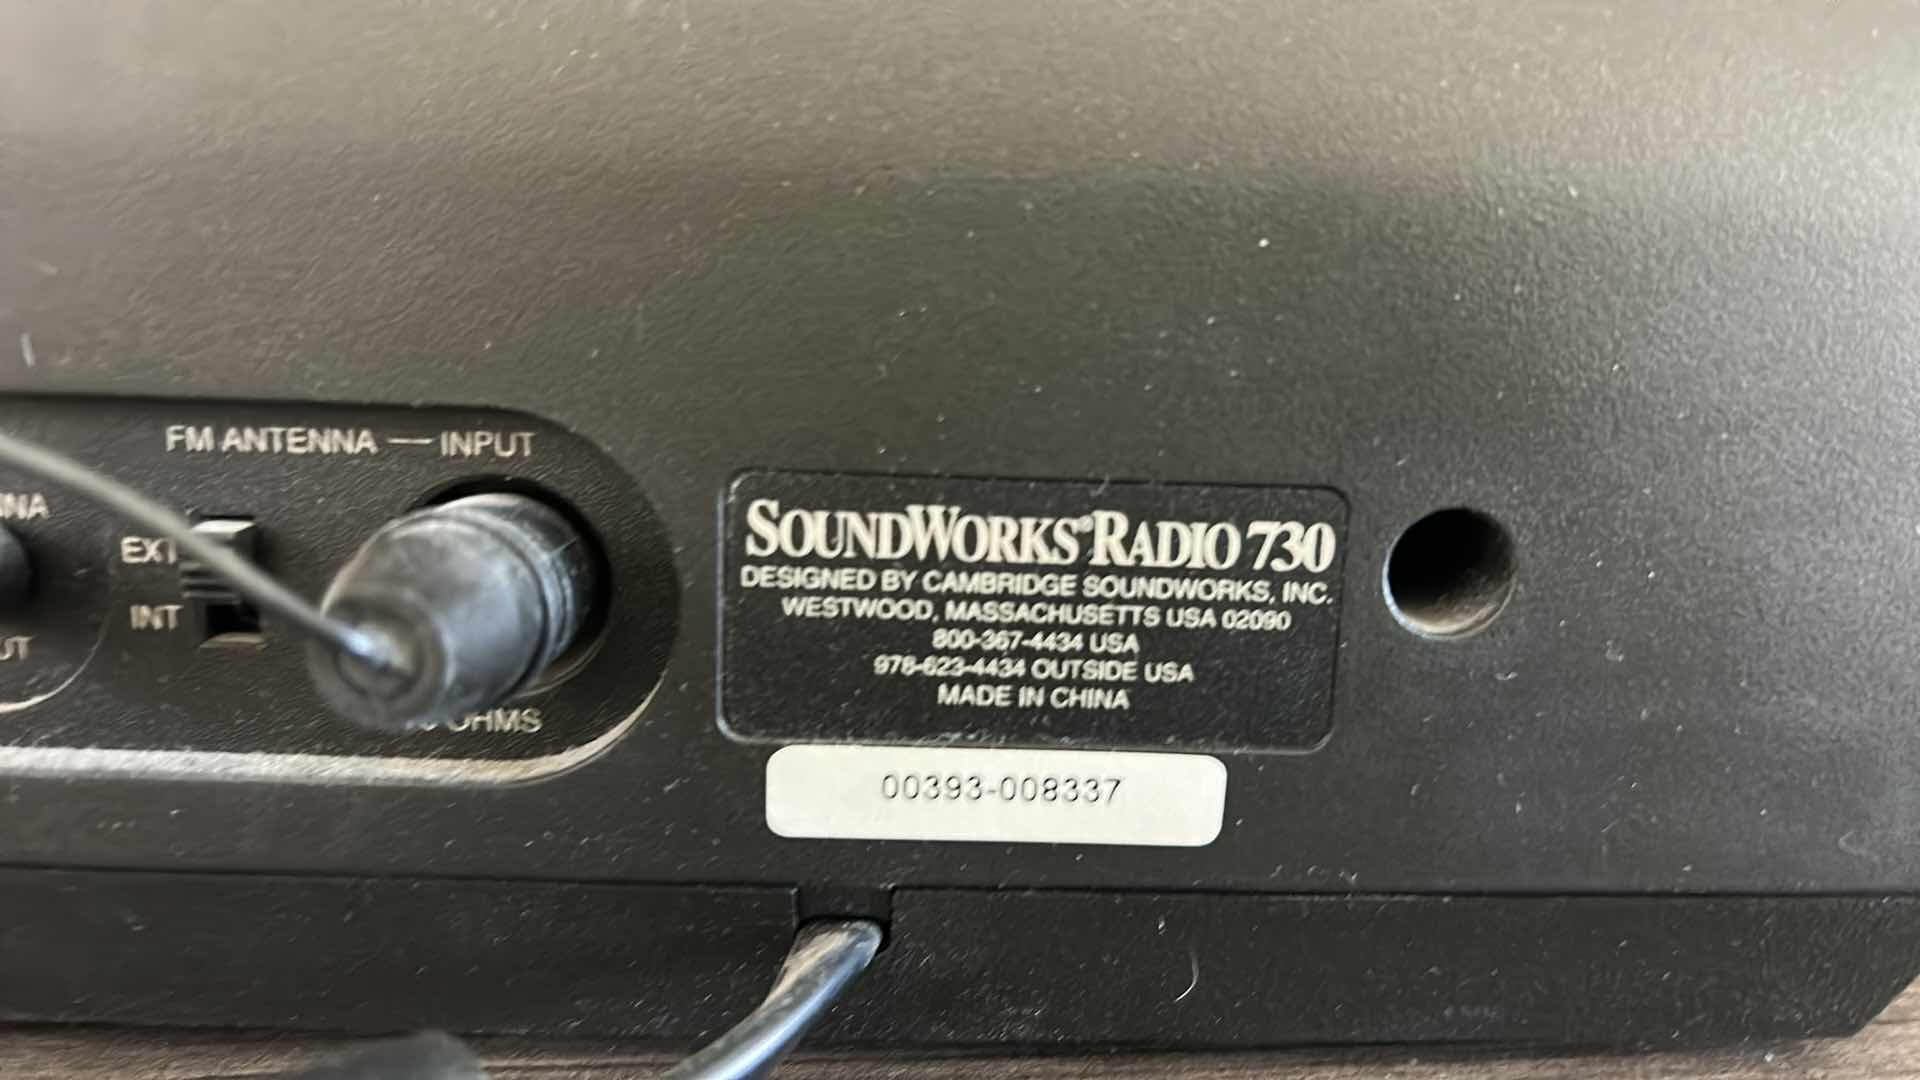 FM ANTENNA — INPUT
EXT
INT
OHMS
SOUNDWORKS® RADIO 730
DESIGNED BY CAMBRIDGE SOUNDWORKS, INC.
WESTWOOD, MASSACHUSETTS USA 02090
800-367-4434 USA
978-623-4434 OUTSIDE USA
MADE IN CHINA
00393-008337